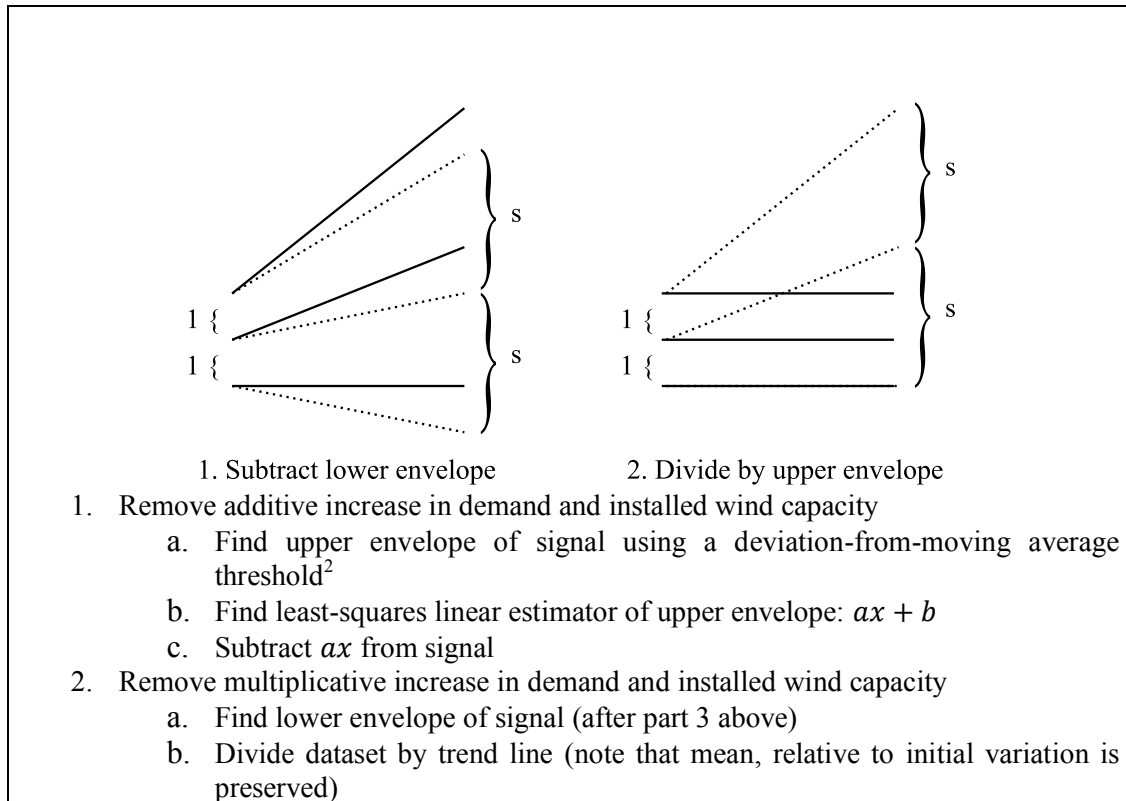 s
s
s
s
1 {
1 {
1 {
1 {
1. Subtract lower envelope
2. Divide by upper envelope
1. Remove additive increase in demand and installed wind capacity
a. Find upper envelope of signal using a deviation-from-moving average
threshold²
b. Find least-squares linear estimator of upper envelope: 𝑎𝑥 + 𝑏
c. Subtract 𝑎𝑥 from signal
2. Remove multiplicative increase in demand and installed wind capacity
a. Find lower envelope of signal (after part 3 above)
b. Divide dataset by trend line (note that mean, relative to initial variation is
preserved)